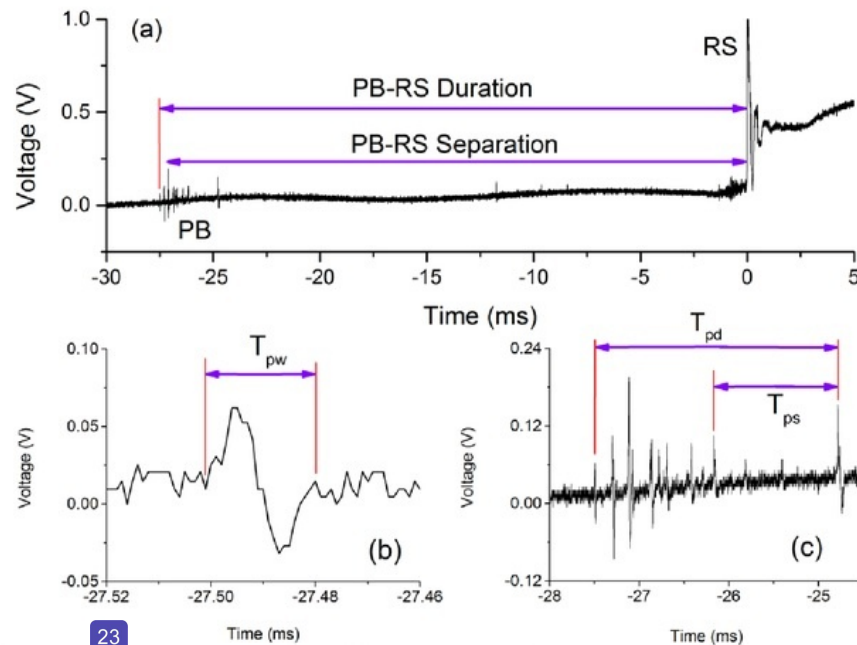 (a)
RS
PB-RS Duration
PB-RS Separation
PB
Voltage (V)
1.0
0.5
0.0
-30 -25 -20 -15 -10 -5 0 5
Time (ms)
T_pw
0.10
0.05
0.00
-0.05
Voltage (V)
(b)
-27.52 -27.50 -27.48 -27.46
Time (ms)
T_pd
T_ps
0.24
0.12
0.00
-0.12
Voltage (V)
(c)
-28 -27 -26 -25
Time (ms)
23